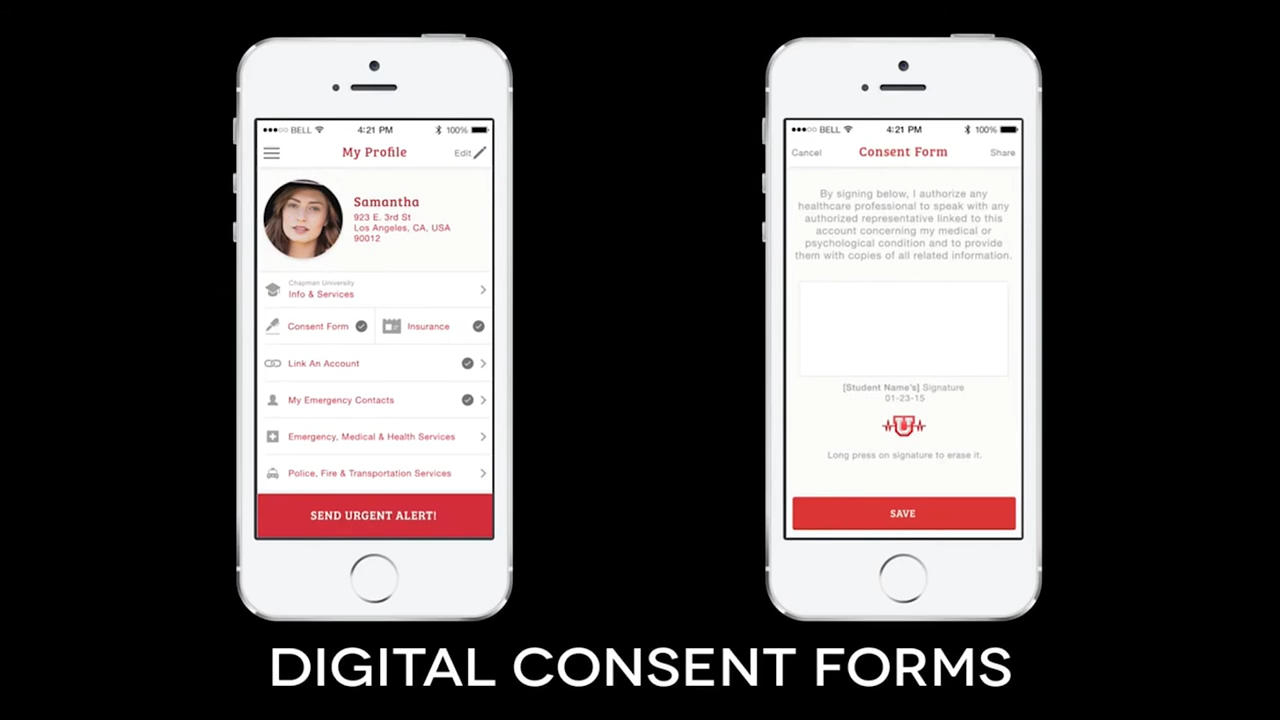 BELL 4:21 PM 100%
My Profile Edit
Samantha
923 E. 3rd St
Los Angeles, CA, USA
90012
Chapman University
Info & Services
Consent Form Insurance
Link An Account
My Emergency Contacts
Emergency, Medical & Health Services
Police, Fire & Transportation Services
SEND URGENT ALERT!
BELL 4:21 PM 100%
Cancel Consent Form Share
By signing below, I authorize any
healthcare professional to speak with any
authorized representative linked to this
account concerning my medical or
psychological condition and to provide
them with copies of all related information.
[Student Name's] Signature
01-23-15
U
Long press on signature to erase it.
SAVE
DIGITAL CONSENT FORMS